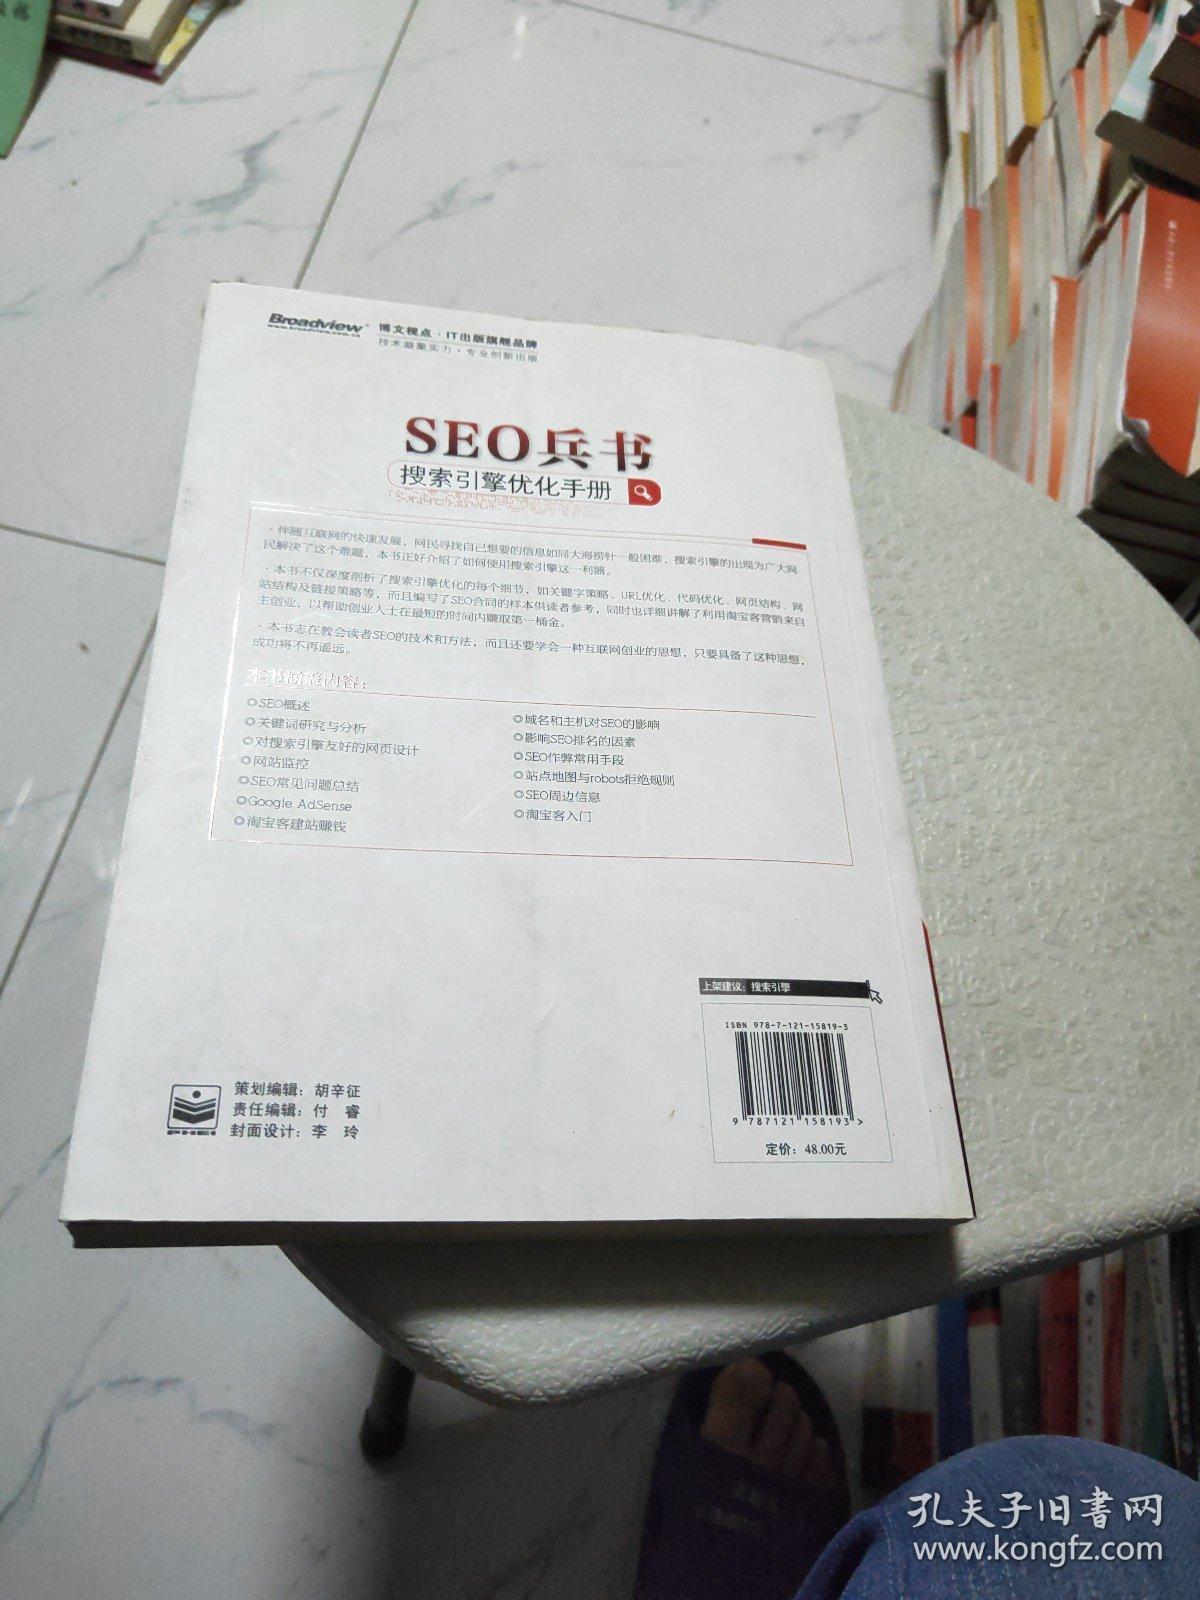 Broadview
www.broadview.com.cn
博文视点·IT出版旗舰品牌
技术凝聚实力·专业创新出版
SEO兵书
搜索引擎优化手册
·伴随互联网的快速发展，网民寻找自己想要的信息如同大海捞针一般困难，搜索引擎的出现为广大网
民解决了这个难题，本书正好介绍了如何使用搜索引擎这一利器。
·本书不仅深度剖析了搜索引擎优化的每个细节，如关键字策略、URL优化、代码优化、网页结构、网
站结构及链接策略等，而且编写了SEO合同的样本供读者参考，同时也详细讲解了利用淘宝客营销来自
主创业，以帮助创业人士在最短的时间内赚取第一桶金。
·本书志在教会读者SEO的技术和方法，而且还要学会一种互联网创业的思想，只要具备了这种思想，
成功将不再遥远。
本书涵盖内容：
◎SEO概述
◎关键词研究与分析
◎对搜索引擎友好的网页设计
◎网站监控
◎SEO常见问题总结
◎Google AdSense
◎淘宝客建站赚钱
◎域名和主机对SEO的影响
◎影响SEO排名的因素
◎SEO作弊常用手段
◎站点地图与robots拒绝规则
◎SEO周边信息
◎淘宝客入门
上架建议：搜索引擎
ISBN 978-7-121-15819-3
9 787121 158193 >
定价：48.00元
PHEI
策划编辑：胡辛征
责任编辑：付 睿
封面设计：李 玲
孔夫子旧书网
www.kongfz.com